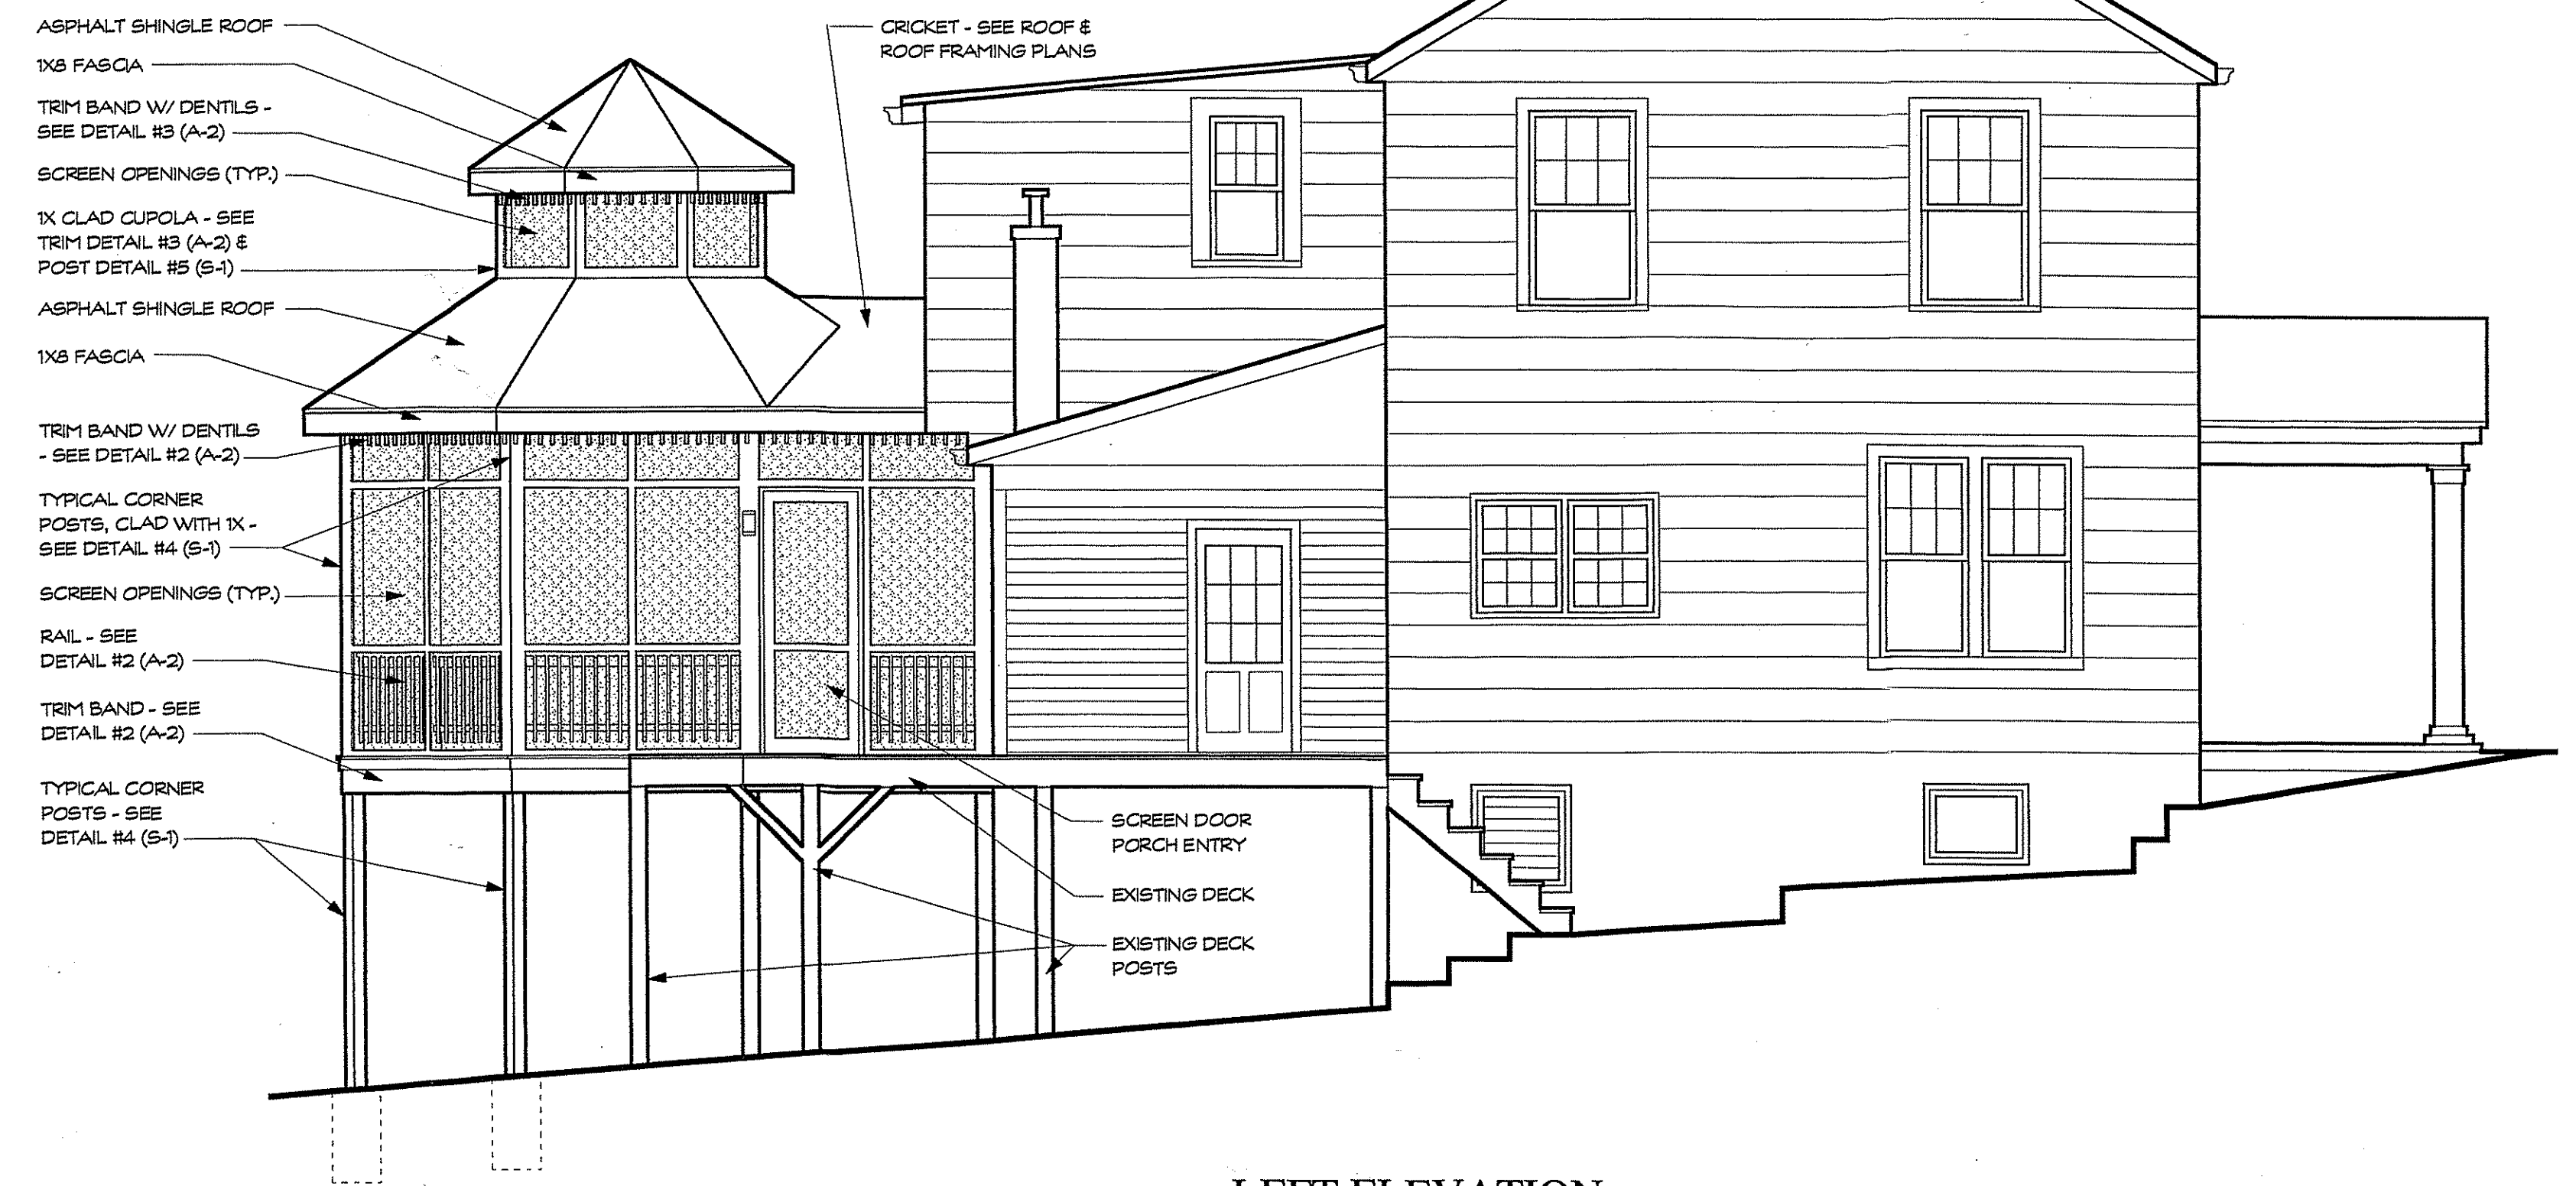 ASPHALT SHINGLE ROOF
1X8 FASCIA
TRIM BAND W/ DENTILS -
SEE DETAIL #3 (A-2)
SCREEN OPENINGS (TYP.)
1X CLAD CUPOLA - SEE
TRIM DETAIL #3 (A-2) &
POST DETAIL #5 (S-1)
ASPHALT SHINGLE ROOF
1X8 FASCIA
TRIM BAND W/ DENTILS
- SEE DETAIL #2 (A-2)
TYPICAL CORNER
POSTS, CLAD WITH 1X -
SEE DETAIL #4 (S-1)
SCREEN OPENINGS (TYP.)
RAIL - SEE
DETAIL #2 (A-2)
TRIM BAND - SEE
DETAIL #2 (A-2)
TYPICAL CORNER
POSTS - SEE
DETAIL #4 (S-1)
CRICKET - SEE ROOF &
ROOF FRAMING PLANS
SCREEN DOOR
PORCH ENTRY
EXISTING DECK
EXISTING DECK
POSTS
LEFT ELEVATION